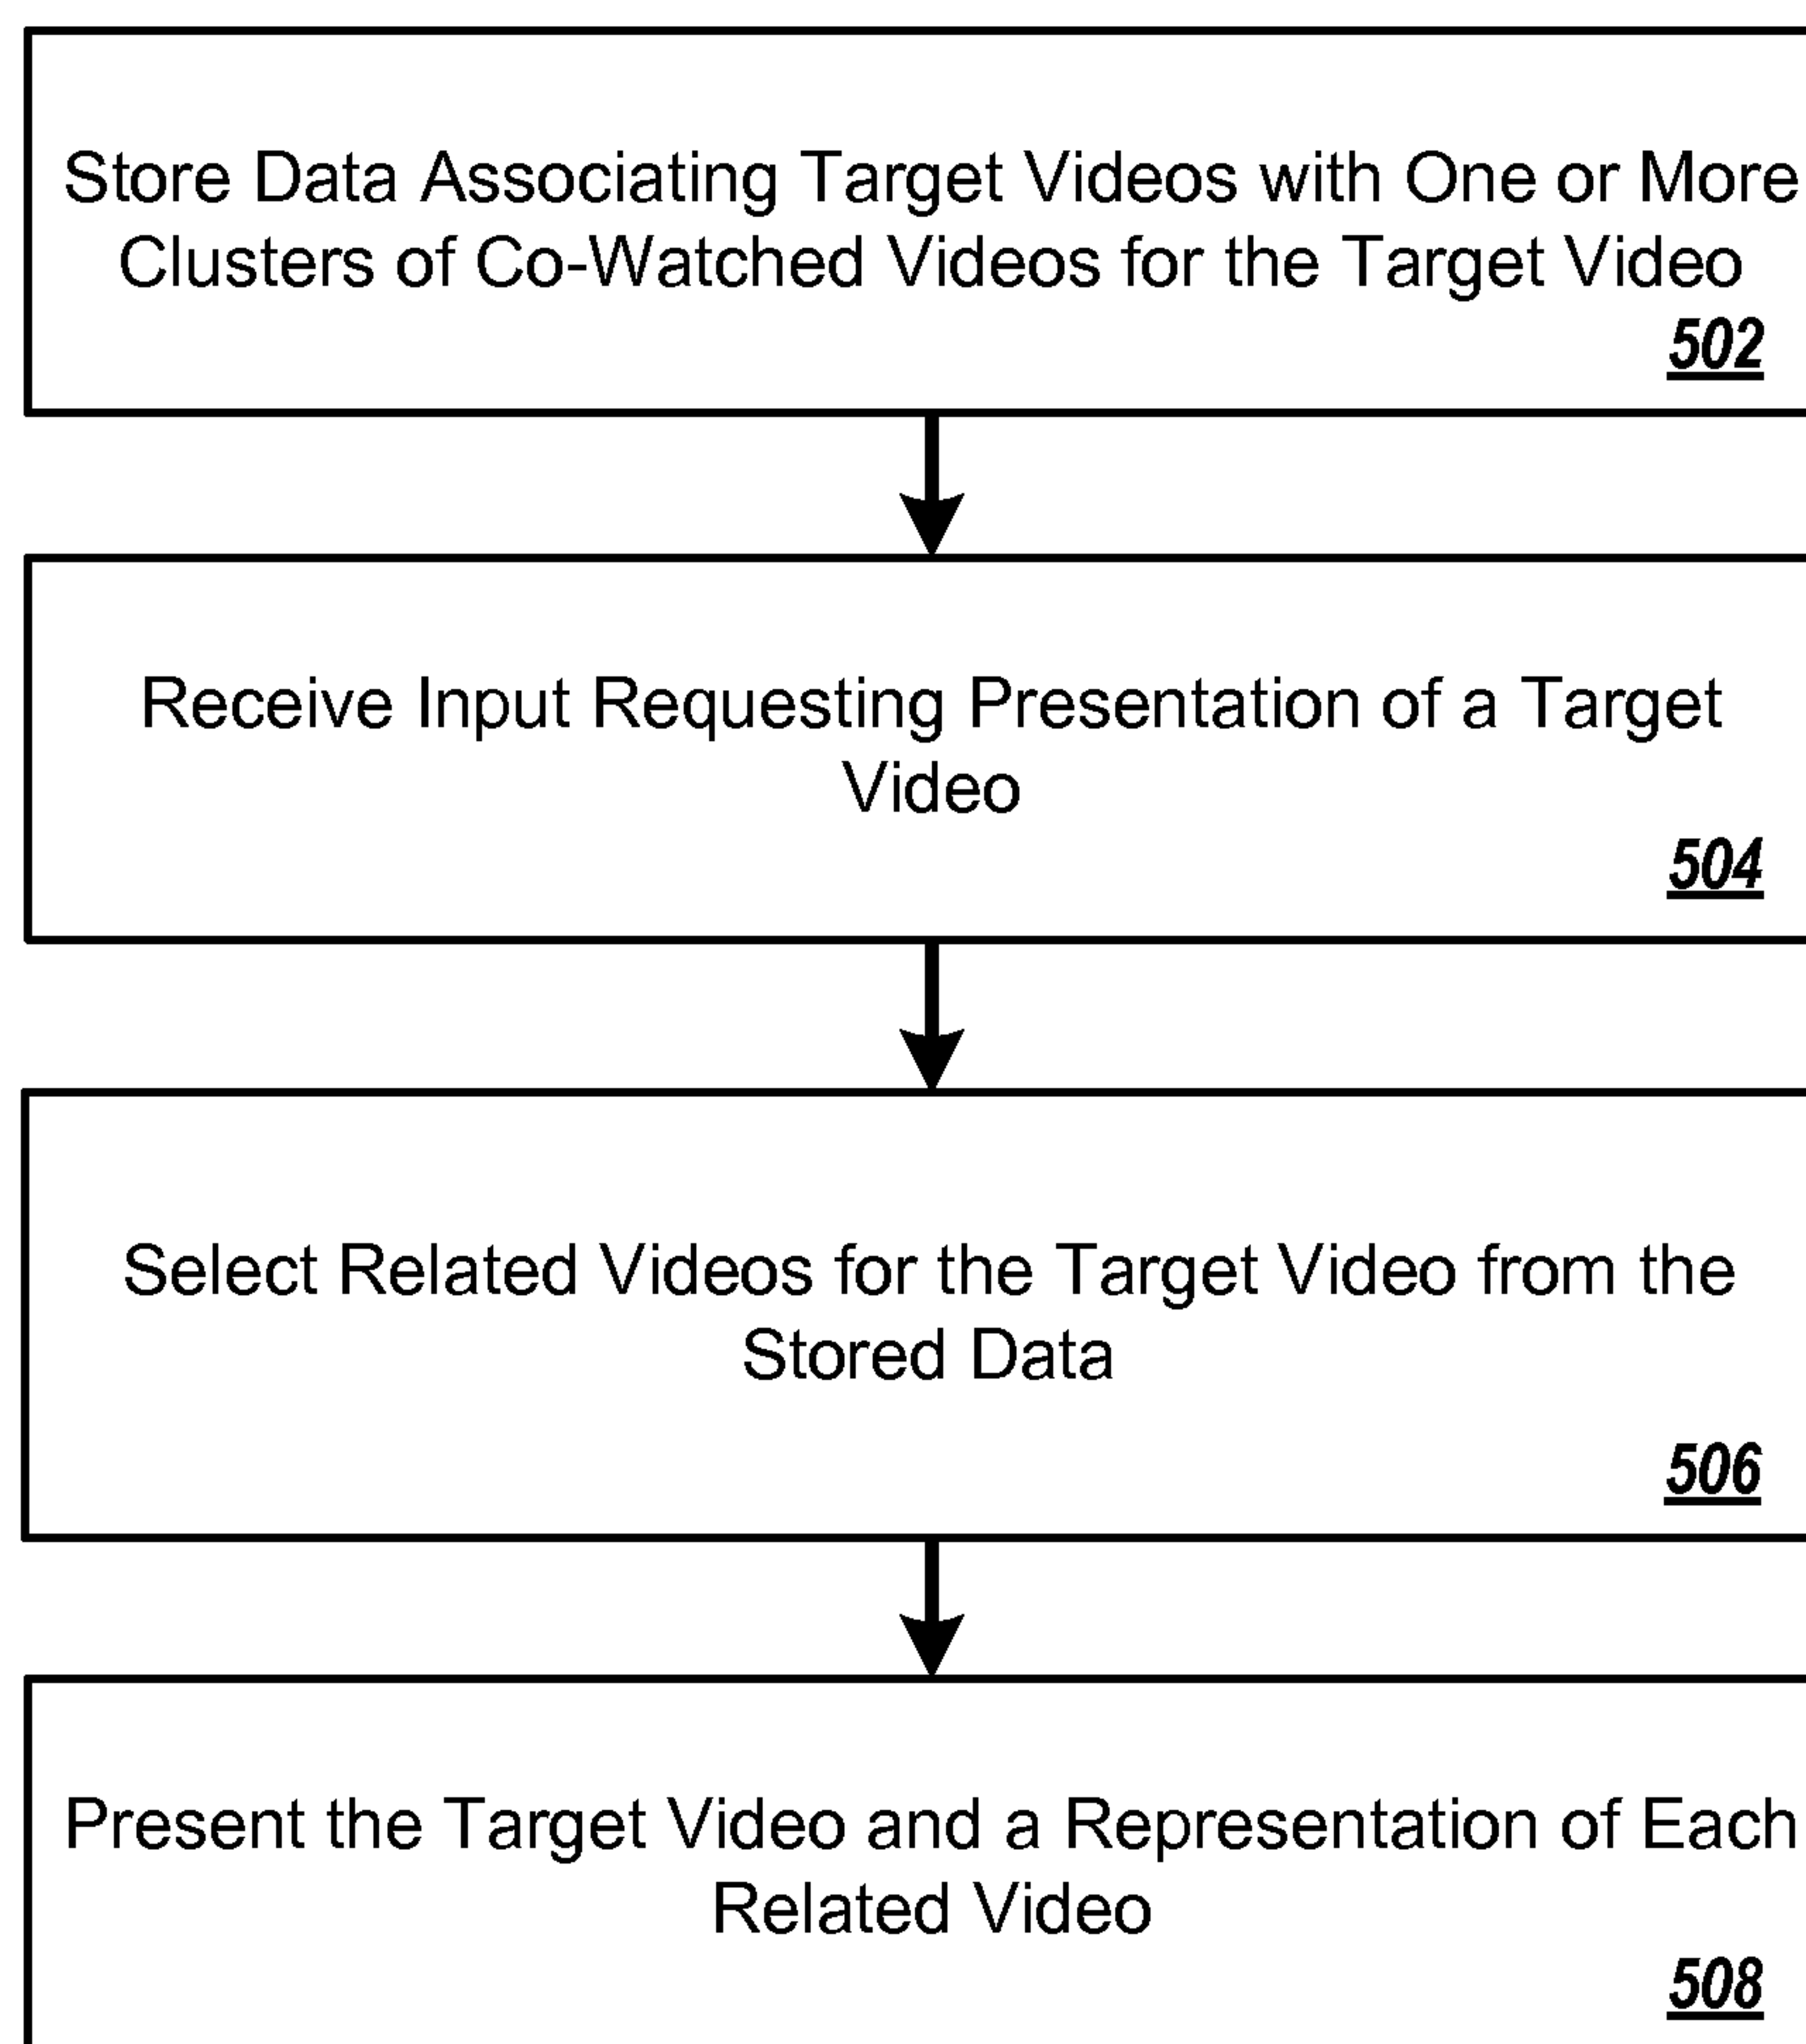 Store Data Associating Target Videos with One or More
Clusters of Co-Watched Videos for the Target Video
502
Receive Input Requesting Presentation of a Target
Video
504
Select Related Videos for the Target Video from the
Stored Data
506
Present the Target Video and a Representation of Each
Related Video
508